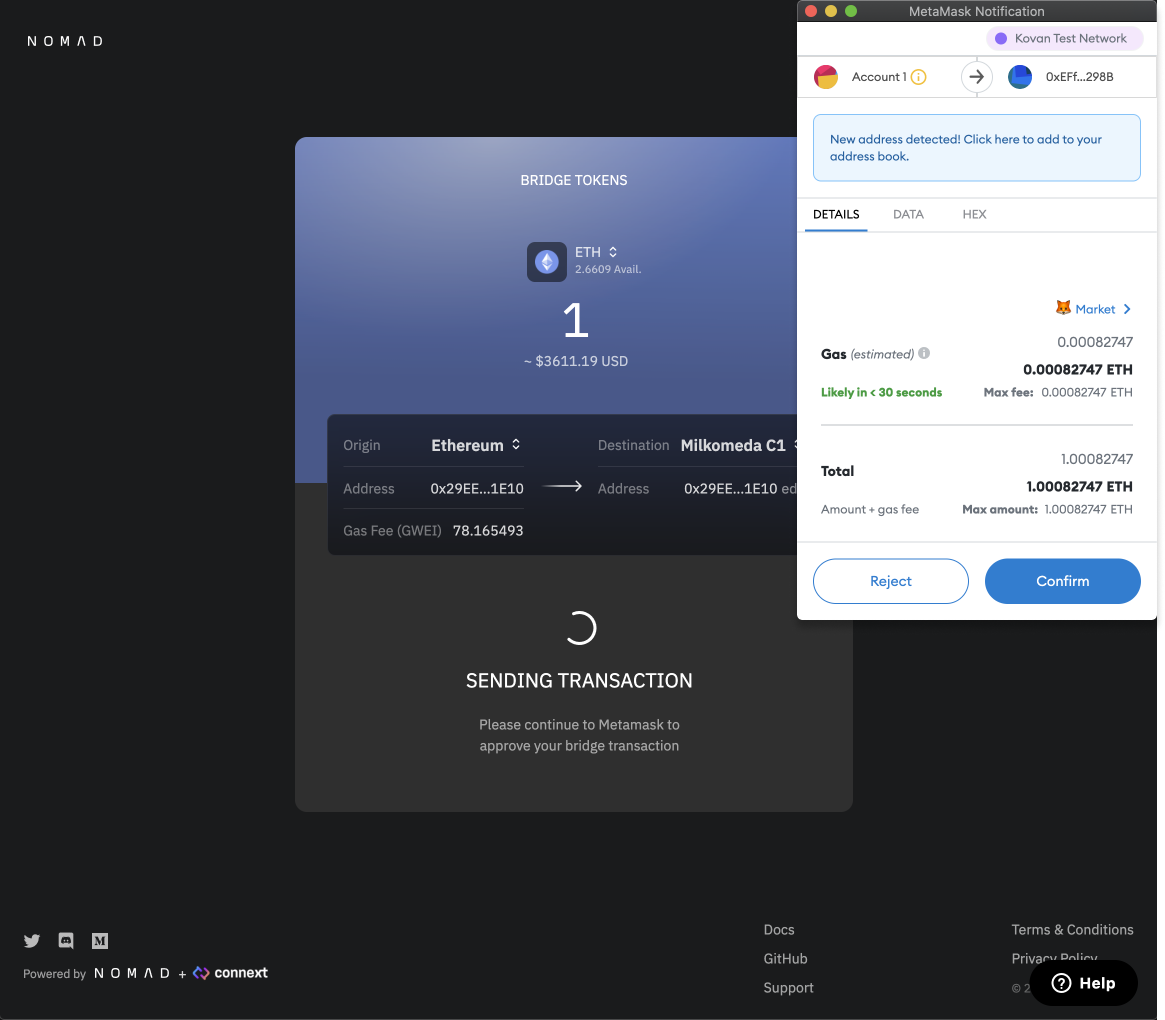 NOMAD
BRIDGE TOKENS
ETH
2.6609 Avail.
1
~ $3611.19 USD
Origin Ethereum
Destination Milkomeda C1
Address 0x29EE...1E10
Address 0x29EE...1E10 ed
Gas Fee (GWEI) 78.165493
SENDING TRANSACTION
Please continue to Metamask to
approve your bridge transaction
MetaMask Notification
Kovan Test Network
Account 1
0xEFf...298B
New address detected! Click here to add to your
address book.
DETAILS DATA HEX
Market
0.00082747
Gas (estimated)
0.00082747 ETH
Likely in < 30 seconds
Max fee: 0.00082747 ETH
1.00082747
Total
1.00082747 ETH
Amount + gas fee
Max amount: 1.00082747 ETH
Reject
Confirm
M
Powered by NOMAD + connext
Docs
GitHub
Support
Terms & Conditions
Privacy Policy
© 2
Help